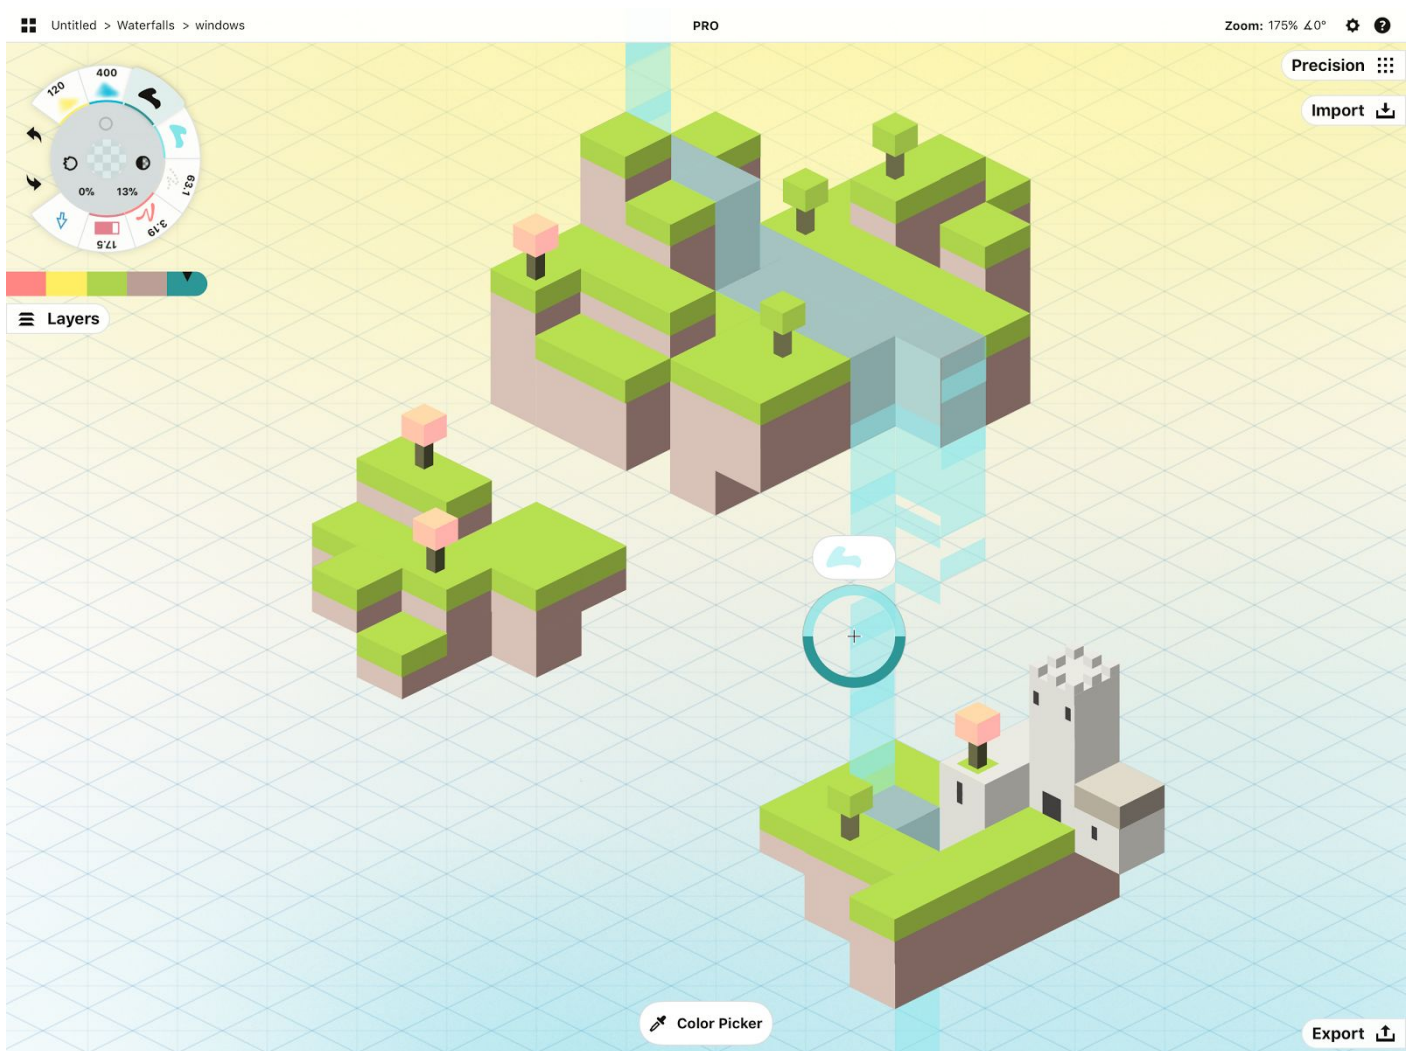 Untitled > Waterfalls > windows
PRO
Zoom: 175% ∡0°
Precision
Import
120
400
63.1
3.19
17.5
0% 13%
Layers
Color Picker
Export